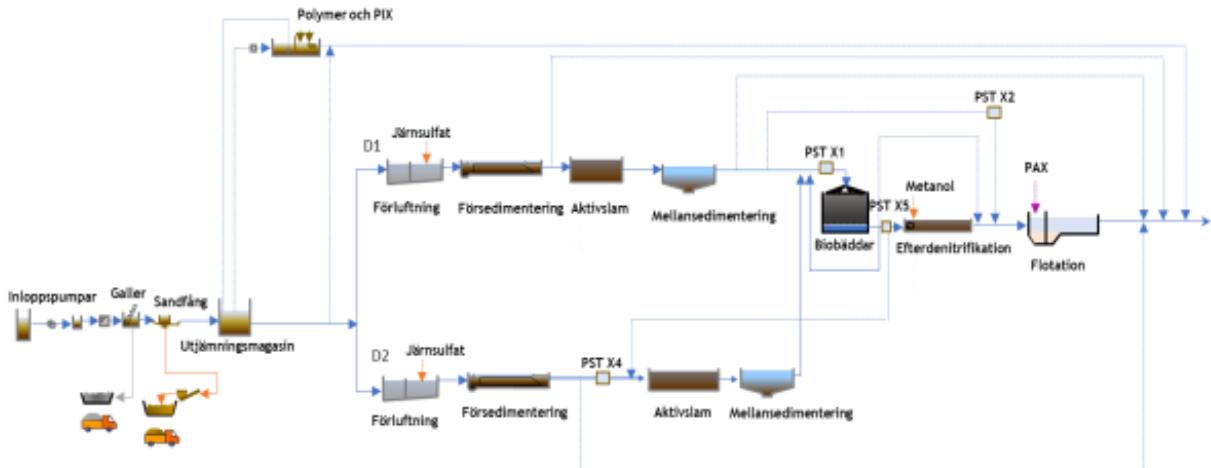 Polymer och PIX
PST X2
D1
Järnsulfat
PST X1
PAX
Metanol
PST X5
Förluftning
Försedimentering
Aktivslam
Mellansedimentering
Biobäddar
Efterdenitrifikation
Flotation
Inloppspumpar
Galler
Sandfång
Utjämningsmagasin
D2
Järnsulfat
PST X4
Förluftning
Försedimentering
Aktivslam
Mellansedimentering